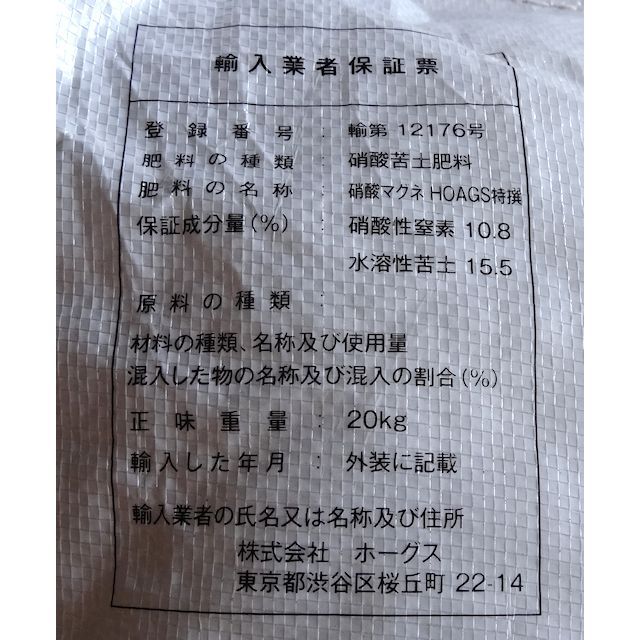 輸入業者保証票
登録番号 : 輸第 12176号
肥料の種類 : 硝酸苦土肥料
肥料の名称 : 硝酸マクネ HOAGS特撰
保証成分量(%) : 硝酸性窒素 10.8
水溶性苦土 15.5
原料の種類 :
材料の種類、名称及び使用量
混入した物の名称及び混入の割合(%)
正味重量 : 20kg
輸入した年月 : 外装に記載
輸入業者の氏名又は名称及び住所
株式会社 ホーグス
東京都渋谷区桜丘町 22-14